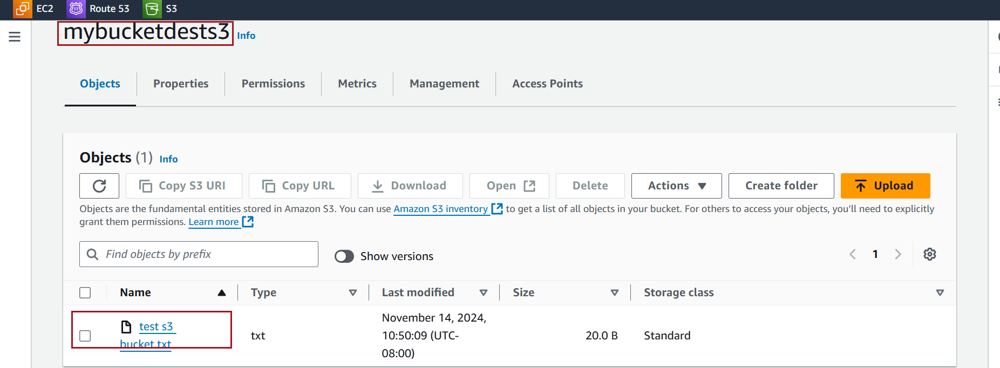 EC2 Route 53 S3
mybucketdests3 Info
Objects Properties Permissions Metrics Management Access Points
Objects (1) Info
Copy S3 URI Copy URL Download Open Delete Actions Create folder Upload
Objects are the fundamental entities stored in Amazon S3. You can use Amazon S3 inventory to get a list of all objects in your bucket. For others to access your objects, you’ll need to explicitly
grant them permissions. Learn more
Find objects by prefix Show versions 1
Name Type Last modified Size Storage class
test s3
bucket.txt
txt
November 14, 2024,
10:50:09 (UTC-
08:00)
20.0 B
Standard